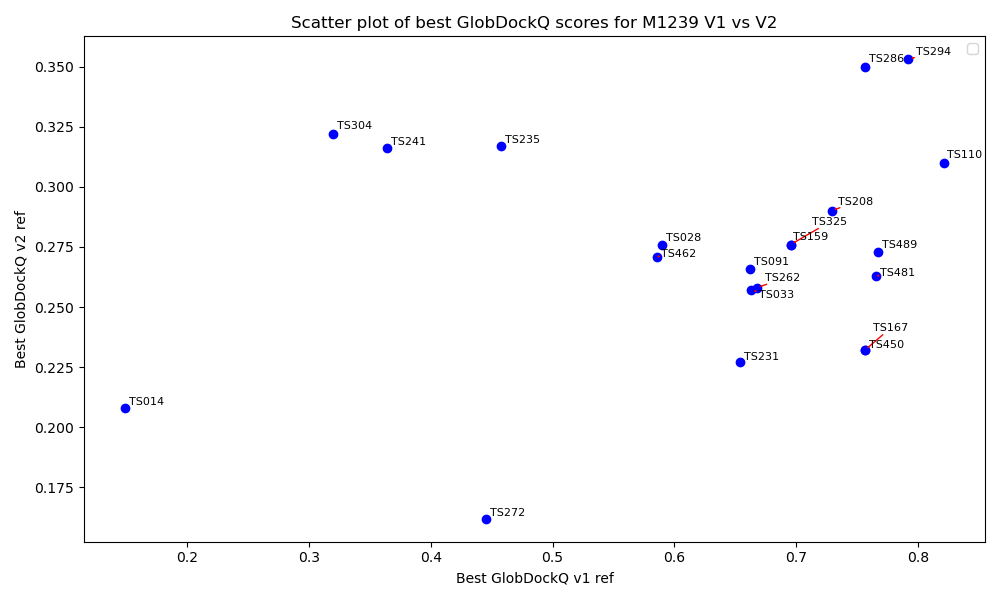 Scatter plot of best GlobDockQ scores for M1239 V1 vs V2
TS294
TS286
0.350
TS304
0.325
TS241
TS235
TS110
0.300
TS208
TS325
TS159
TS028
0.275
TS489
TS462
TS091
TS481
TS262
TS033
0.250
TS167
TS450
TS231
0.225
TS014
0.200
0.175
TS272
0.2 0.3 0.4 0.5 0.6 0.7 0.8
Best GlobDockQ v1 ref
Best GlobDockQ v2 ref